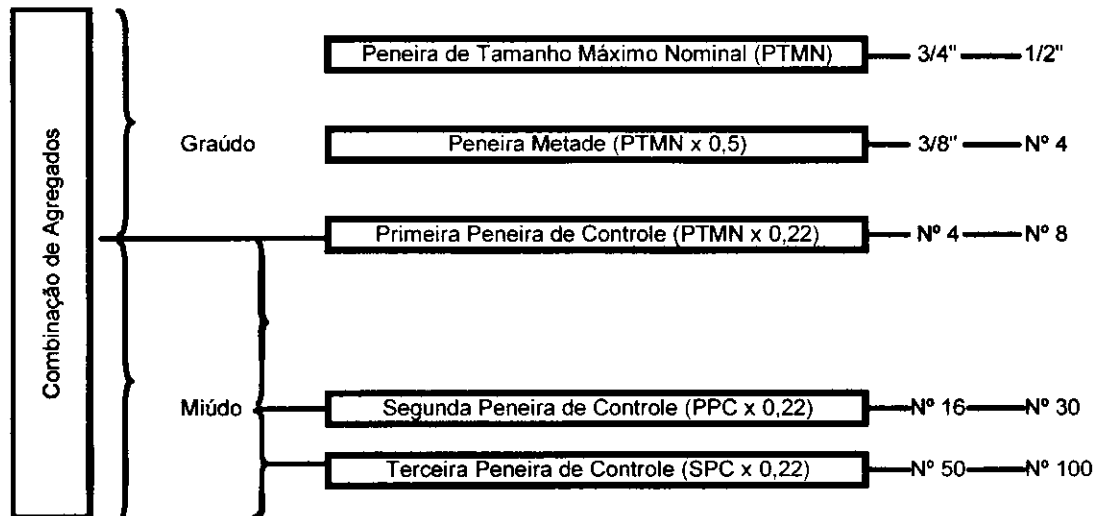 Combinação de Agregados
Peneira de Tamanho Máximo Nominal (PTMN) 3/4" 1/2"
Graúdo
Peneira Metade (PTMN x 0,5) 3/8" Nº 4
Primeira Peneira de Controle (PTMN x 0,22) Nº 4 Nº 8
Miúdo
Segunda Peneira de Controle (PPC x 0,22) Nº 16 Nº 30
Terceira Peneira de Controle (SPC x 0,22) Nº 50 Nº 100